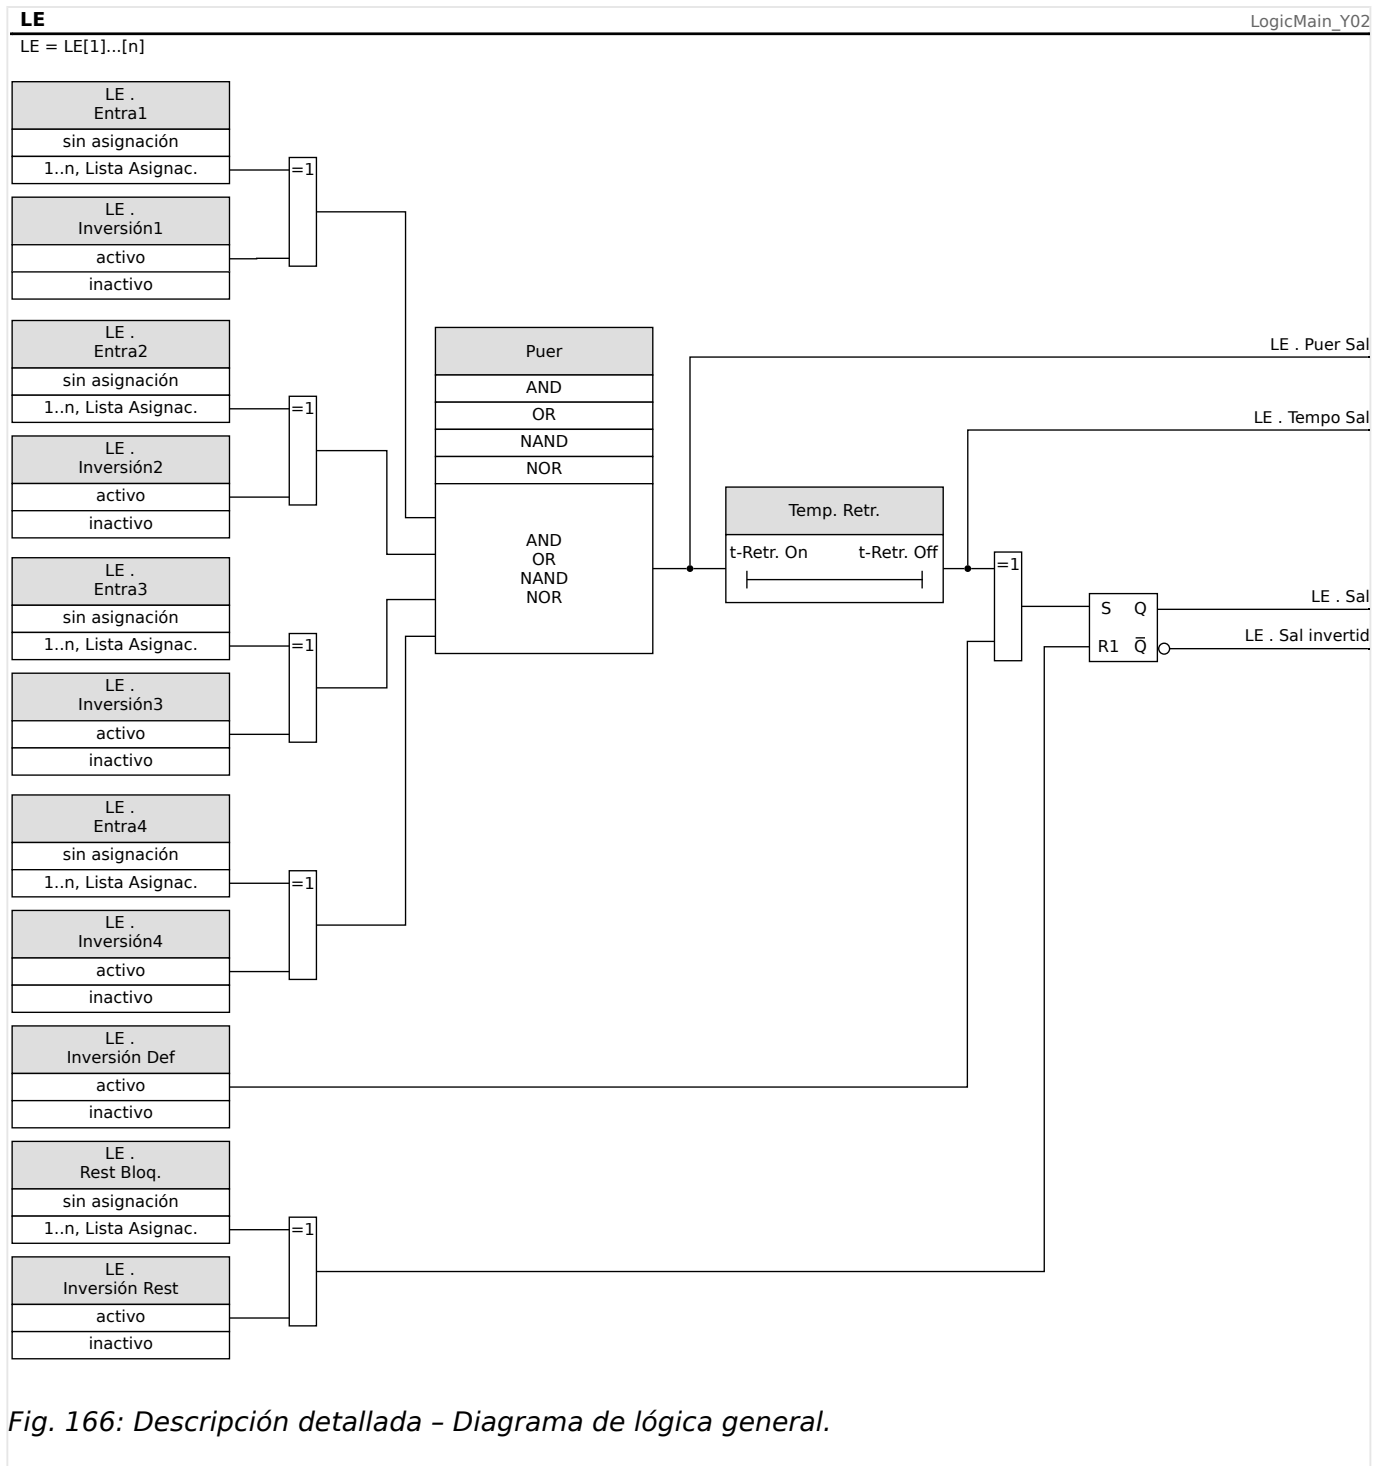 LE
LogicMain_Y02
LE = LE[1]...[n]
LE .
Entra1
sin asignación
1..n, Lista Asignac.
=1
LE .
Inversión1
activo
inactivo
LE .
Entra2
sin asignación
1..n, Lista Asignac.
=1
LE .
Inversión2
activo
inactivo
LE .
Entra3
sin asignación
1..n, Lista Asignac.
=1
LE .
Inversión3
activo
inactivo
LE .
Entra4
sin asignación
1..n, Lista Asignac.
=1
LE .
Inversión4
activo
inactivo
LE .
Inversión Def
activo
inactivo
LE .
Rest Bloq.
sin asignación
1..n, Lista Asignac.
=1
LE .
Inversión Rest
activo
inactivo
Puer
AND
OR
NAND
NOR
AND
OR
NAND
NOR
Temp. Retr.
t-Retr. On t-Retr. Off
=1
S Q
R1 Q̅
LE . Puer Sal
LE . Tempo Sal
LE . Sal
LE . Sal invertid
Fig. 166: Descripción detallada – Diagrama de lógica general.